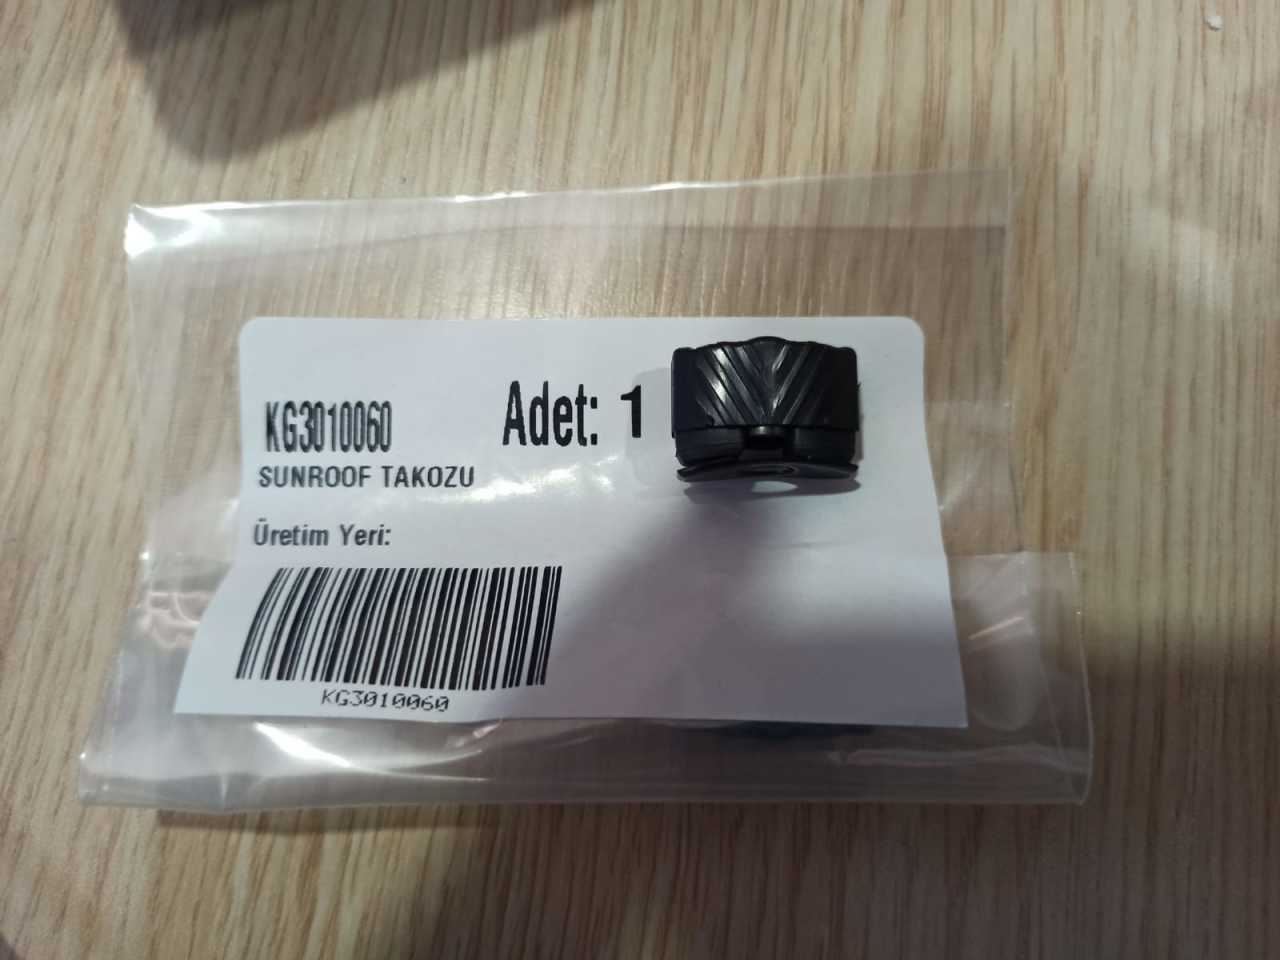 KG3010060
Adet: 1
SUNROOF TAKOZU
Üretim Yeri:
KG3010060